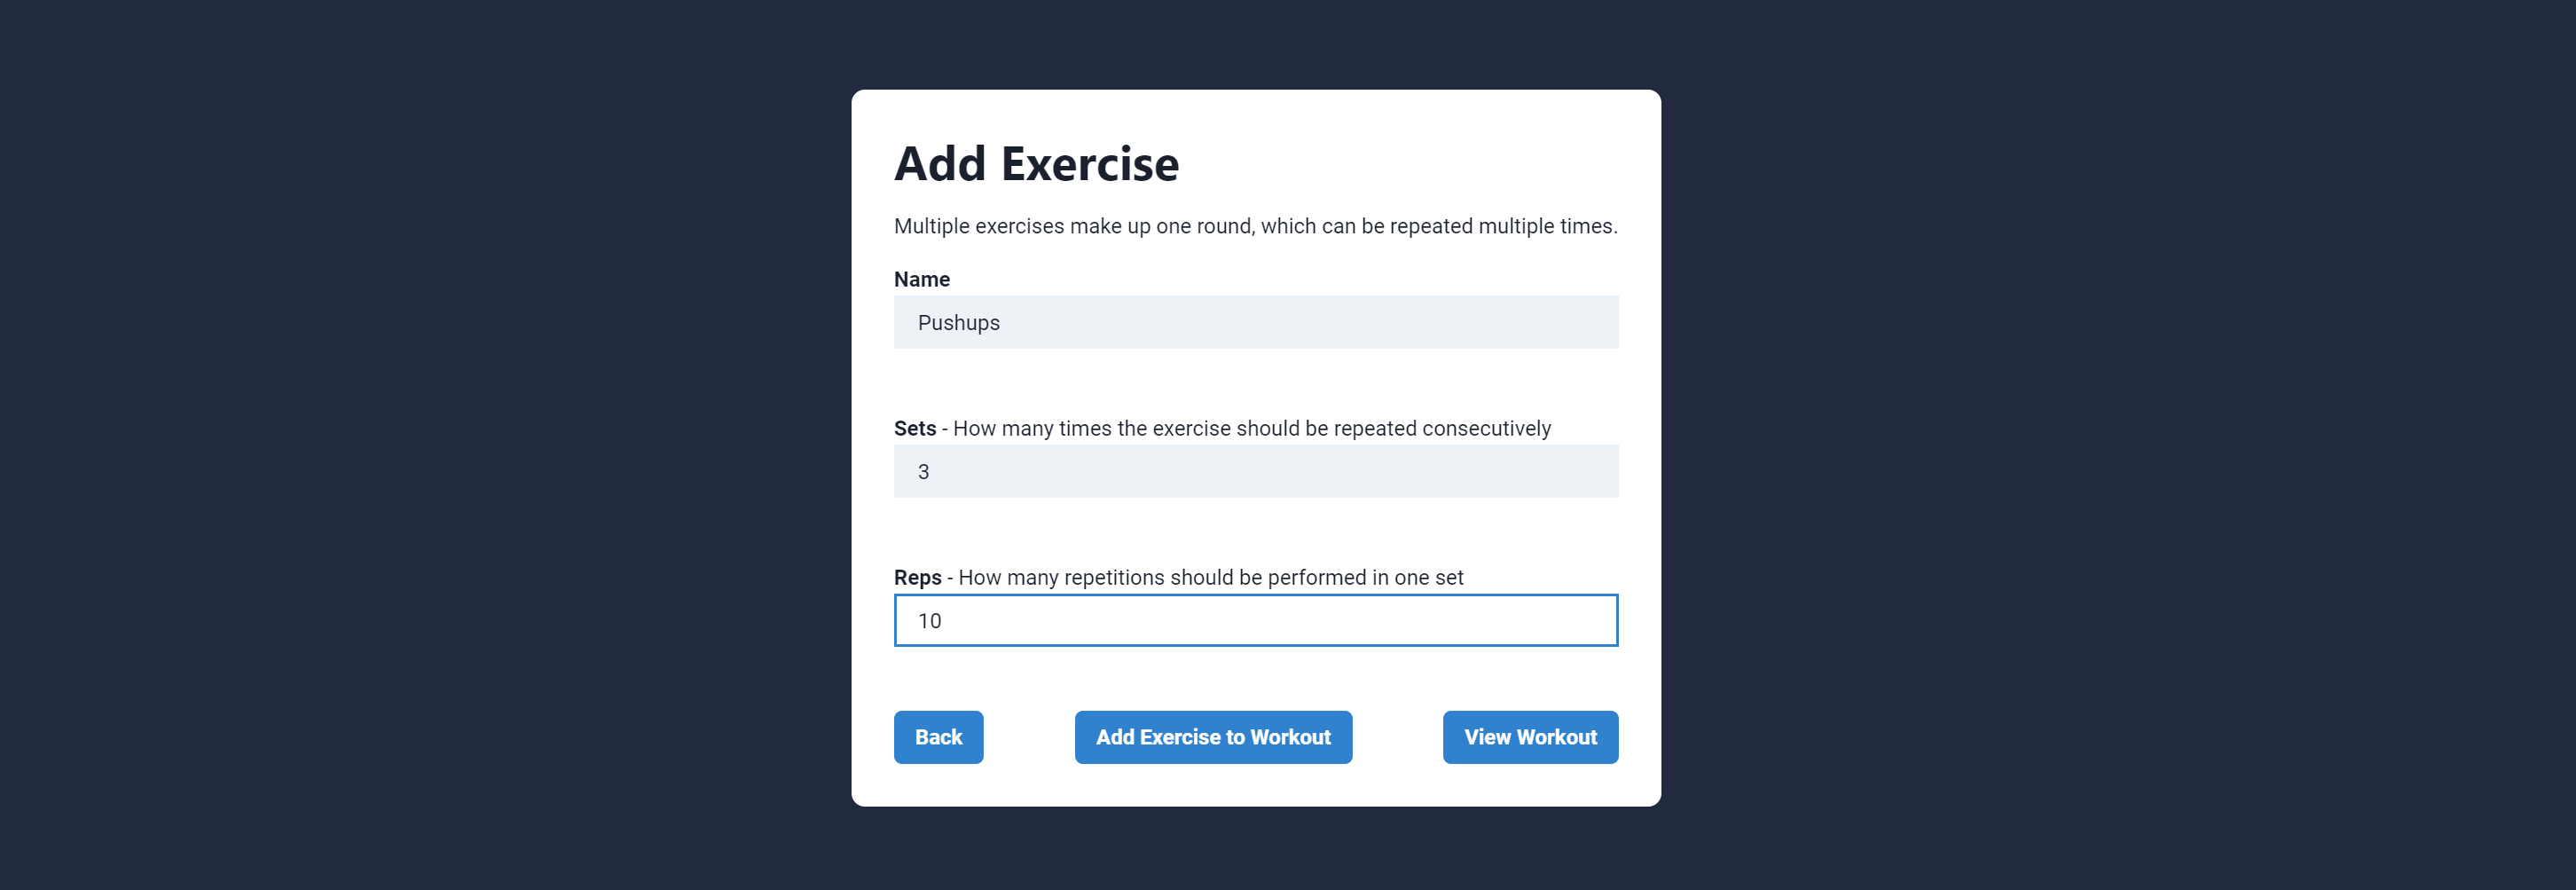 Add Exercise
Multiple exercises make up one round, which can be repeated multiple times.
Name
Pushups
Sets - How many times the exercise should be repeated consecutively
3
Reps - How many repetitions should be performed in one set
10
Back
Add Exercise to Workout
View Workout